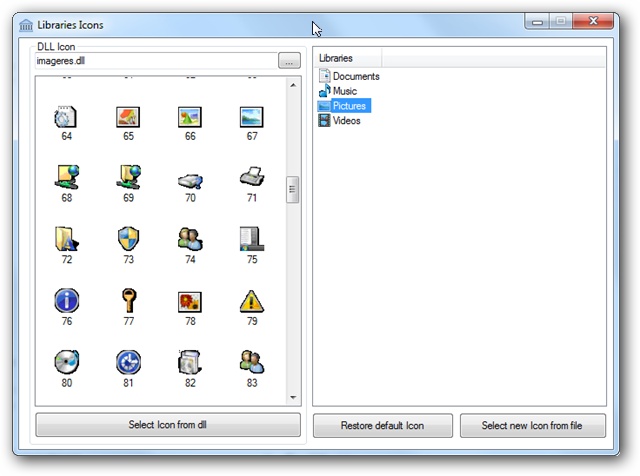 Libraries Icons
DLL Icon
imageres.dll
...
64 65 66 67
68 69 70 71
72 73 74 75
76 77 78 79
80 81 82 83
Select Icon from dll
Libraries
Documents
Music
Pictures
Videos
Restore default Icon
Select new Icon from file